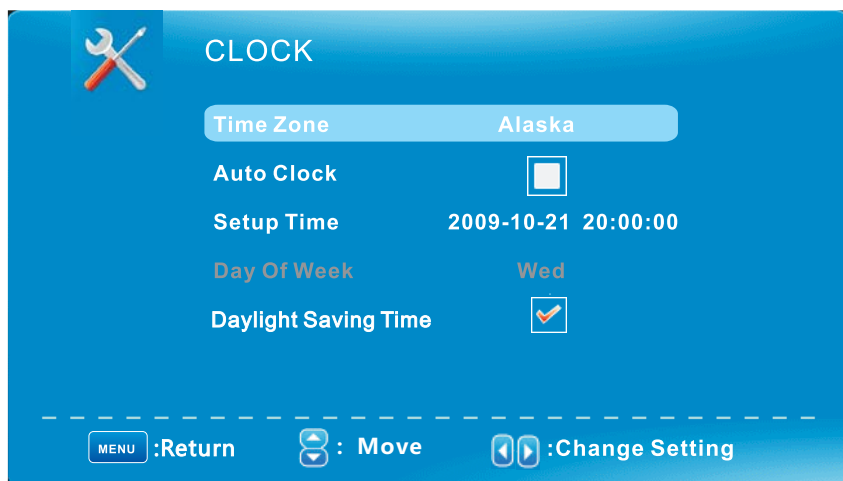 CLOCK
Time Zone Alaska
Auto Clock
Setup Time 2009-10-21 20:00:00
Day Of Week Wed
Daylight Saving Time
MENU :Return : Move :Change Setting